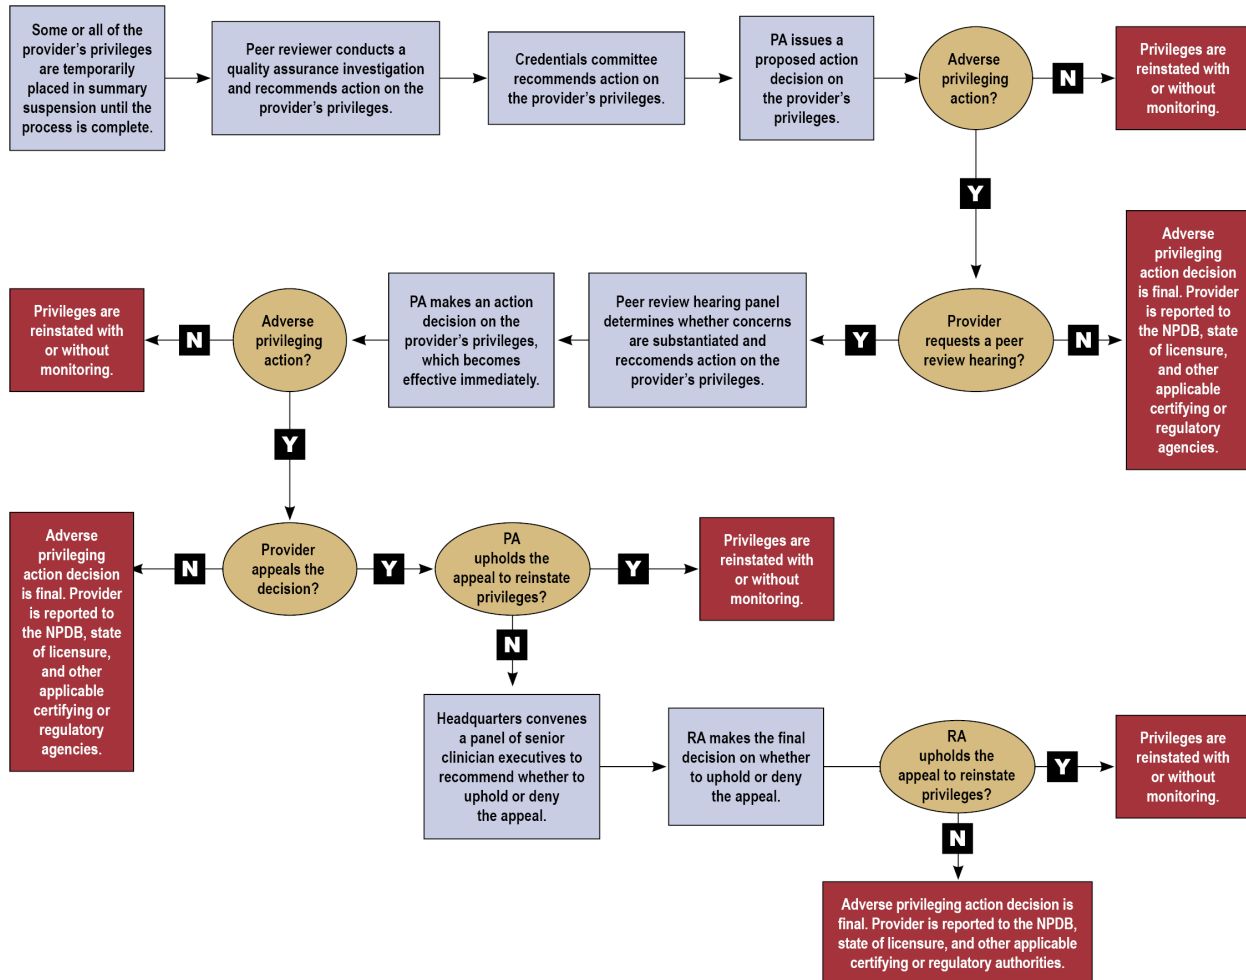 Some or all of the
provider's privileges
are temporarily
placed in summary
suspension until the
process is complete.
Peer reviewer conducts a
quality assurance investigation
and recommends action on the
provider's privileges.
Credentials committee
recommends action on
the provider's privileges.
PA issues a
proposed action
decision on
the provider's
privileges.
Adverse
privileging
action?
N
Privileges are
reinstated with
or without
monitoring.
Y
Privileges are
reinstated with
or without
monitoring.
N
Adverse
privileging
action?
PA makes an action
decision on the
provider's privileges,
which becomes
effective immediately.
Peer review hearing panel
determines whether concerns
are substantiated and
reccomends action on the
provider's privileges.
Y
Provider
requests a peer
review hearing?
N
Adverse
privileging
action decision
is final. Provider
is reported to
the NPDB, state
of licensure,
and other
applicable
certifying or
regulatory
agencies.
Y
Adverse
privileging
action decision
is final. Provider
is reported to
the NPDB, state
of licensure,
and other
applicable
certifying or
regulatory
agencies.
N
Provider
appeals the
decision?
Y
PA
upholds the
appeal to reinstate
privileges?
Y
Privileges are
reinstated with
or without
monitoring.
N
Headquarters convenes
a panel of senior
clinician executives to
recommend whether to
uphold or deny
the appeal.
RA makes the final
decision on whether
to uphold or deny
the appeal.
RA
upholds the
appeal to reinstate
privileges?
Y
Privileges are
reinstated with
or without
monitoring.
N
Adverse privileging action decision is
final. Provider is reported to the NPDB,
state of licensure, and other applicable
certifying or regulatory authorities.